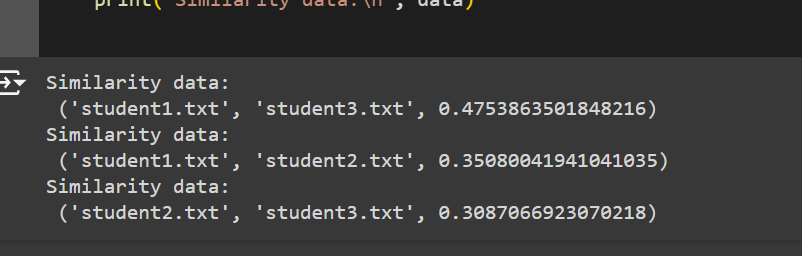 print("Similarity data:\n", data)
Similarity data:
('student1.txt', 'student3.txt', 0.4753863501848216)
Similarity data:
('student1.txt', 'student2.txt', 0.35080041941041035)
Similarity data:
('student2.txt', 'student3.txt', 0.3087066923070218)